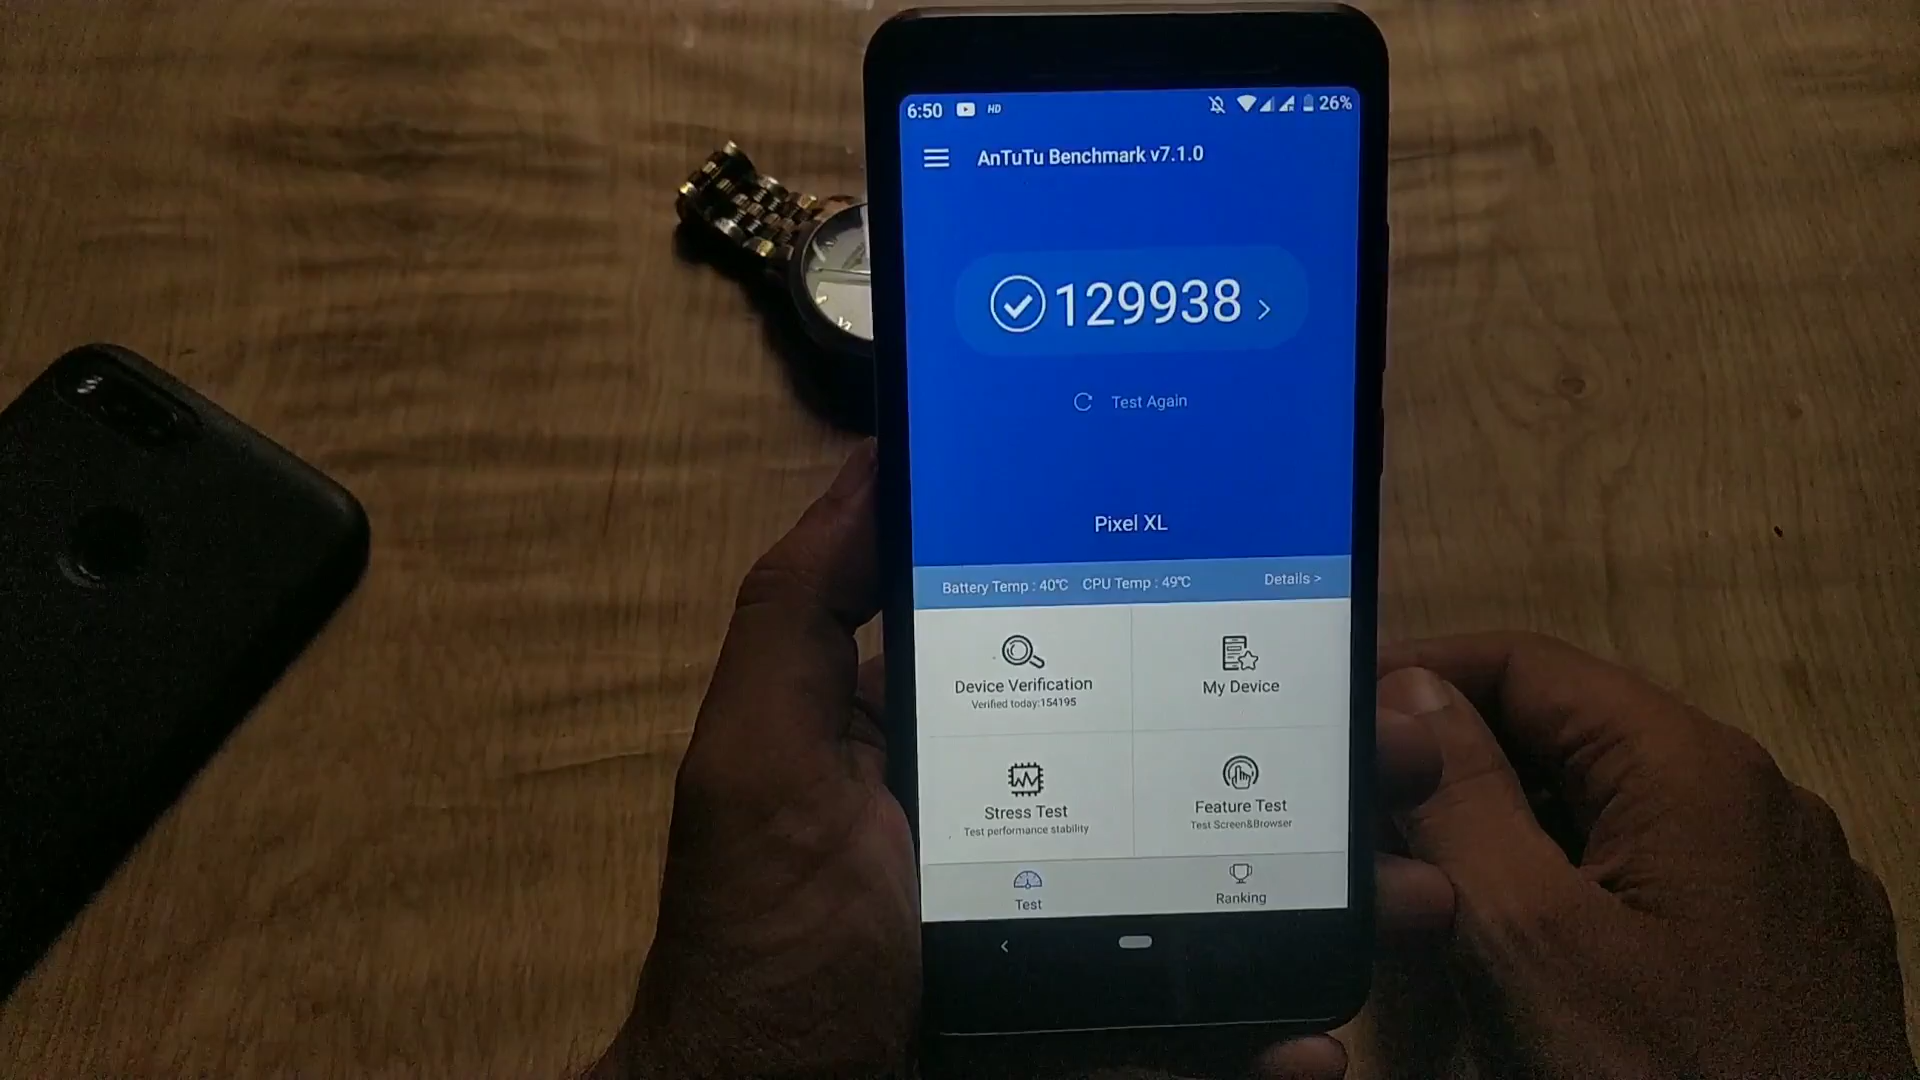 6:50 HD 26%
AnTuTu Benchmark v7.1.0
129938 >
Test Again
Pixel XL
Battery Temp : 40℃ CPU Temp : 49℃ Details >
Device Verification
Verified today:154195
My Device
Stress Test
Test performance stability
Feature Test
Test Screen&Browser
Test
Ranking
VI